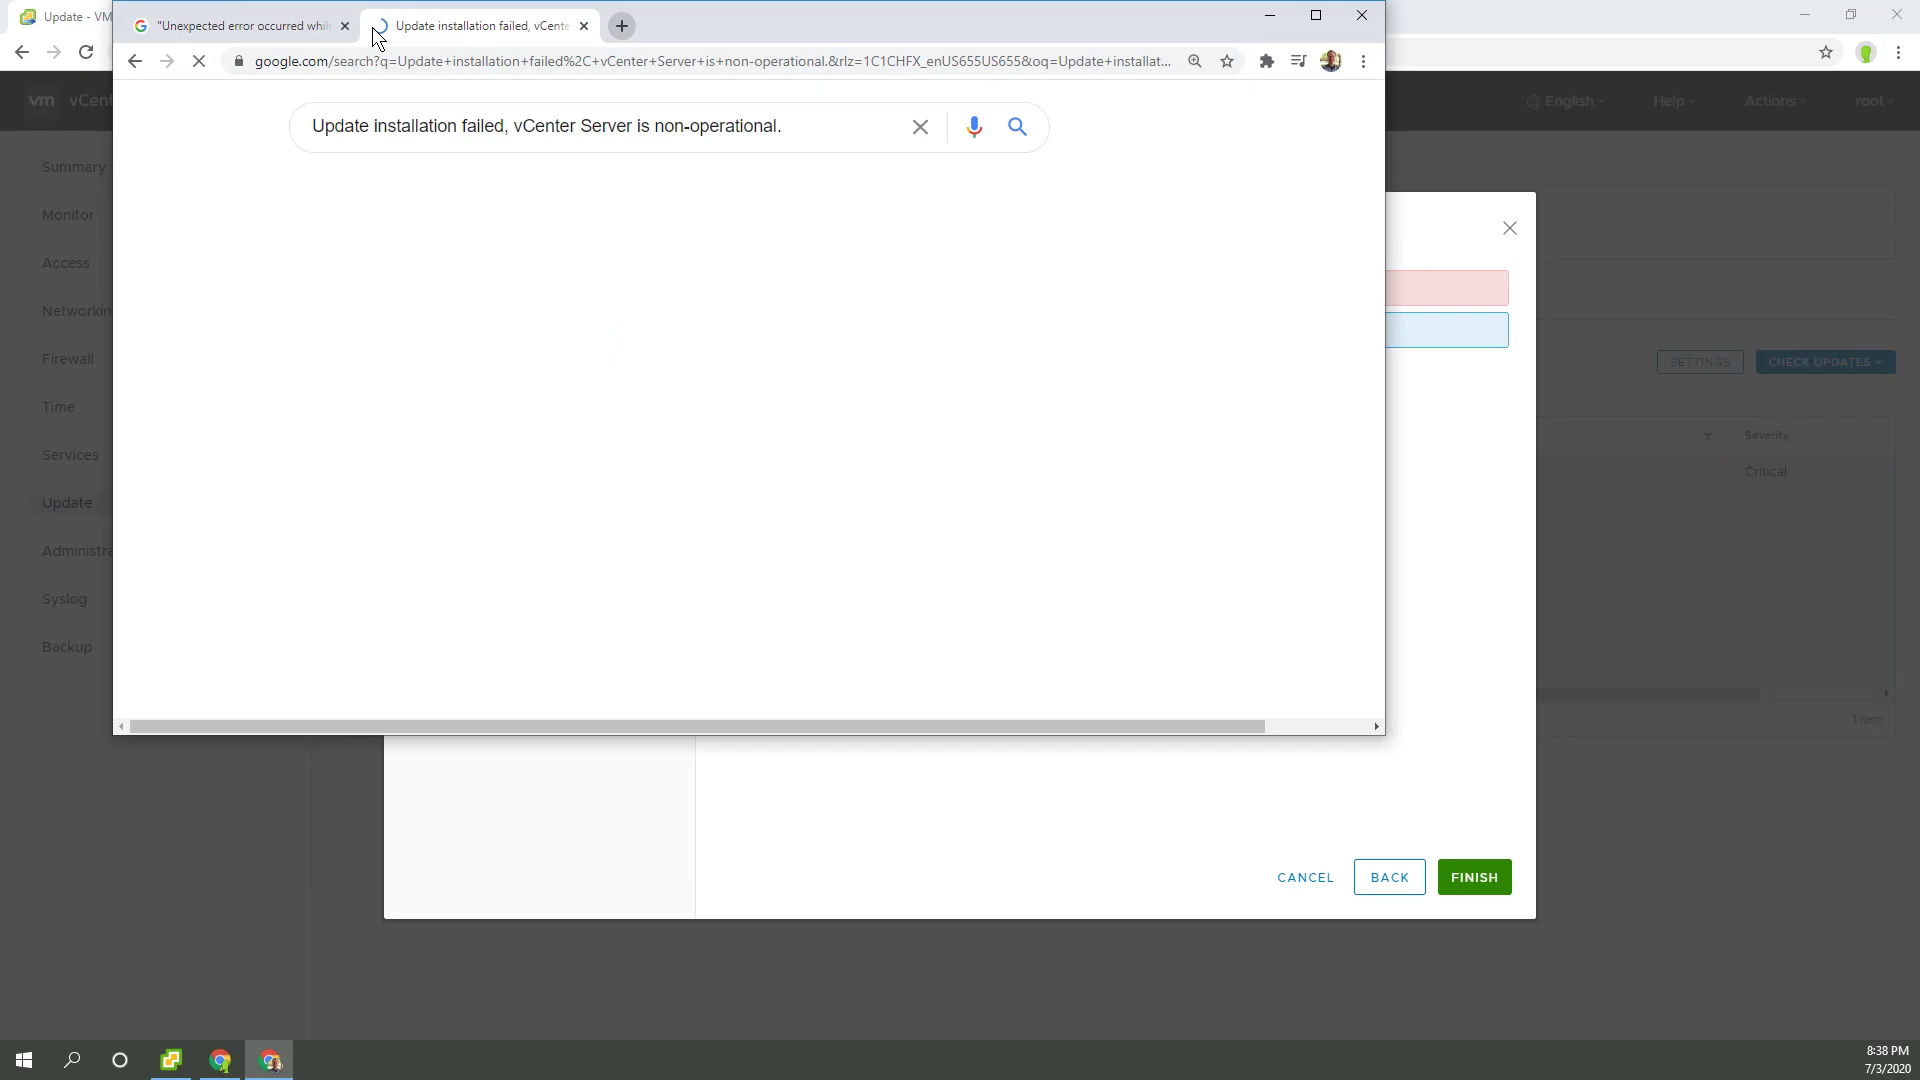 Update - VM
"Unexpected error occurred whil
Update installation failed, vCente
google.com/search?q=Update+installation+failed%2C+vCenter+Server+is+non-operational.&rlz=1C1CHFX_enUS655US655&oq=Update+installat...
vm vCent
English
Help
Actions
root
Update installation failed, vCenter Server is non-operational.
Summary
Monitor
Access
Networkin
Firewall
Time
Services
Update
Administra
Syslog
Backup
SETTINGS
CHECK UPDATES
Severity
Critical
1 item
CANCEL
BACK
FINISH
8:38 PM
7/3/2020